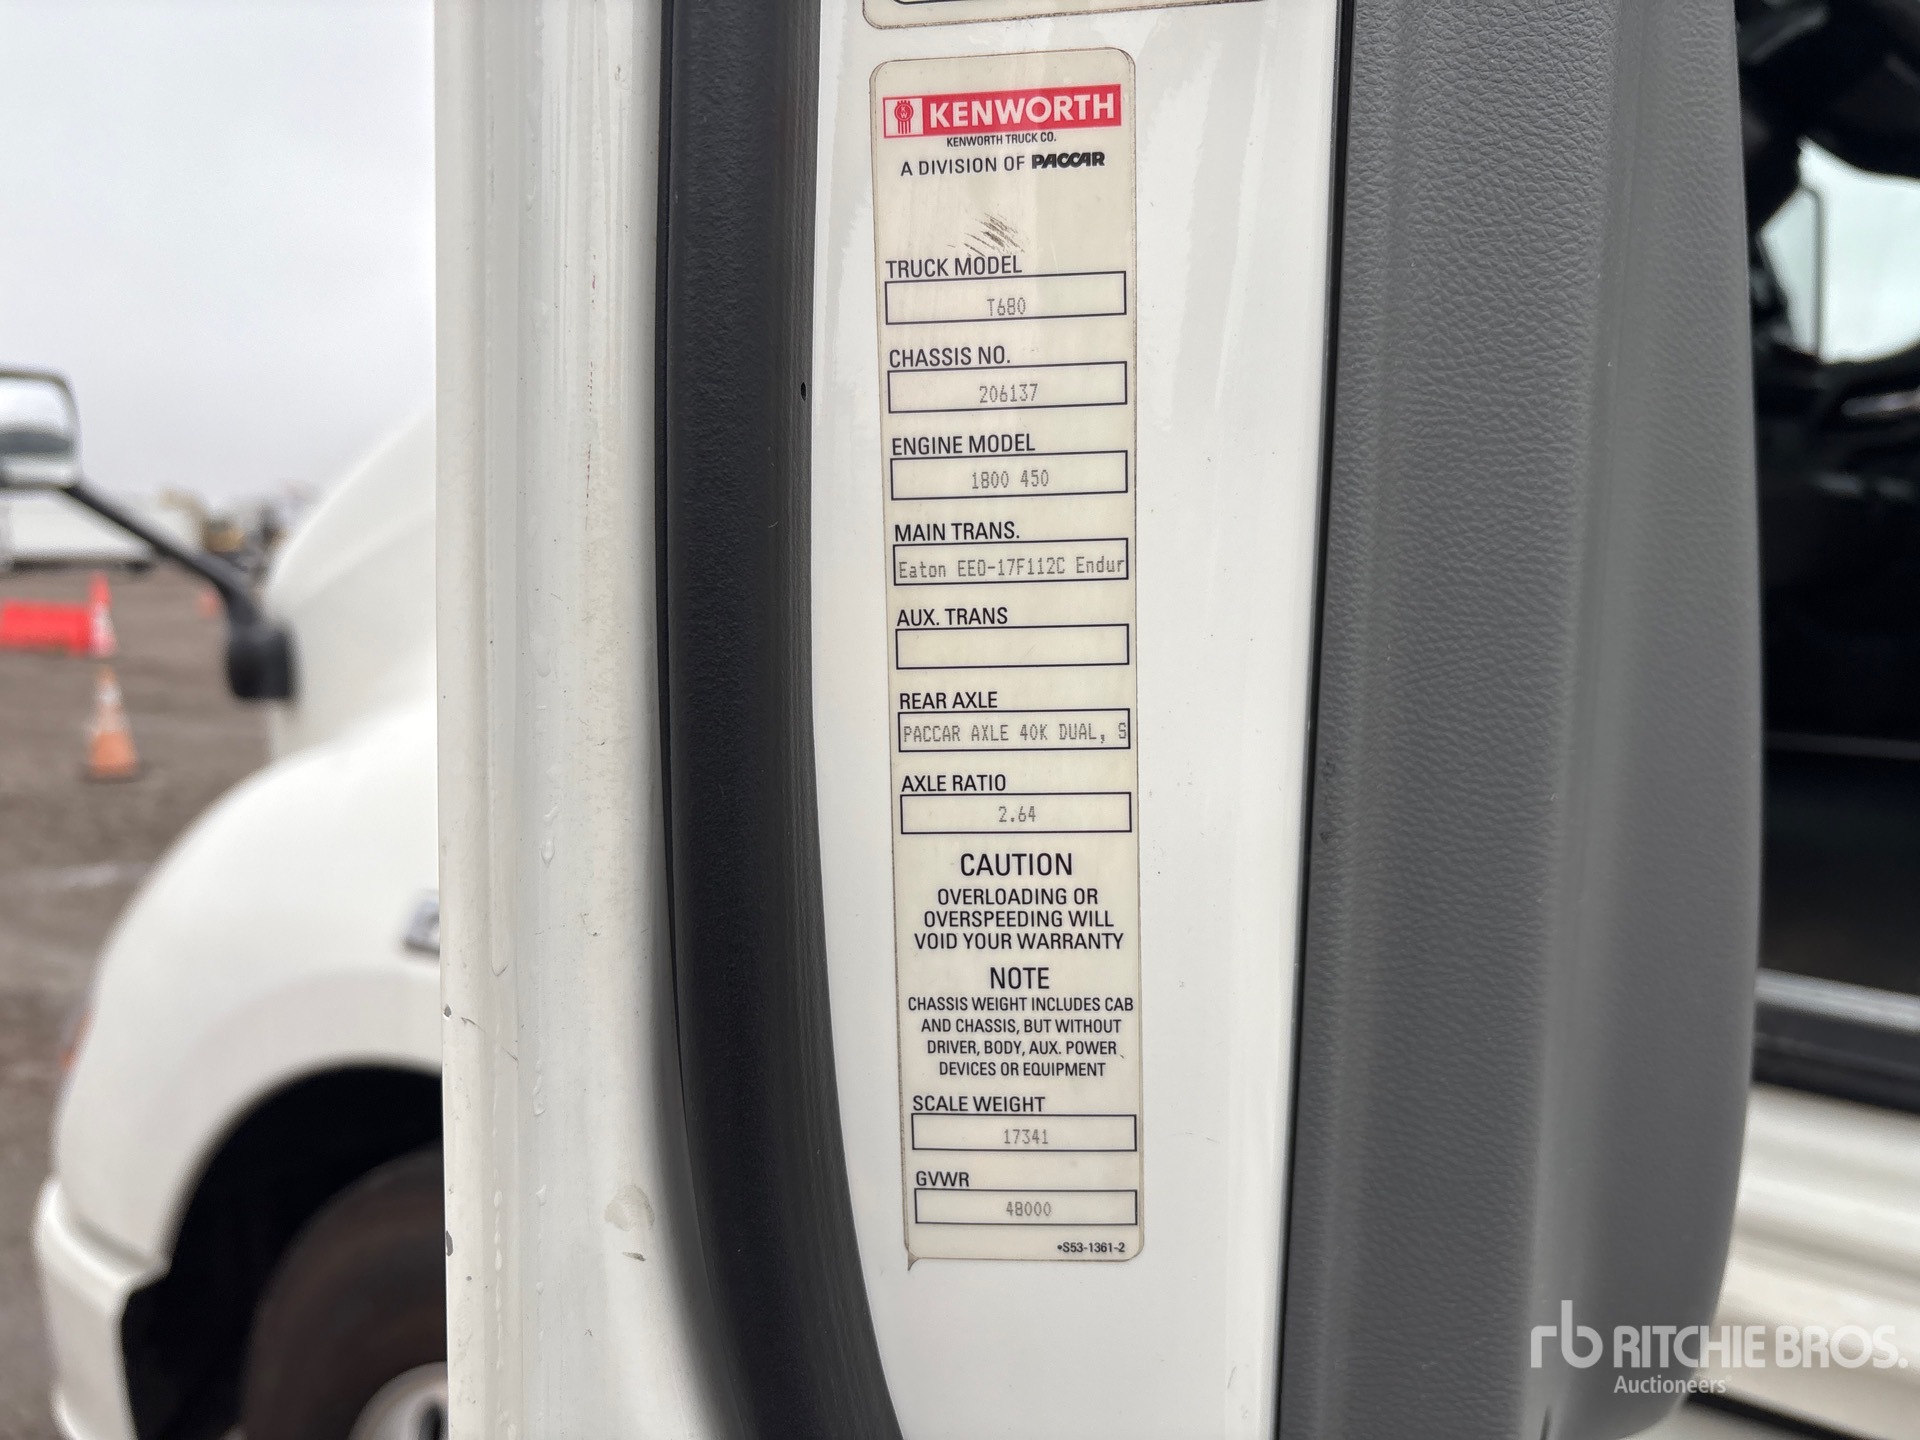 KENWORTH
KENWORTH TRUCK CO.
A DIVISION OF PACCAR
TRUCK MODEL
T680
CHASSIS NO.
206137
ENGINE MODEL
1800 450
MAIN TRANS.
Eaton EEO-17F112C Endur
AUX. TRANS
REAR AXLE
PACCAR AXLE 40K DUAL, S
AXLE RATIO
2.64
CAUTION
OVERLOADING OR
OVERSPEEDING WILL
VOID YOUR WARRANTY
NOTE
CHASSIS WEIGHT INCLUDES CAB
AND CHASSIS, BUT WITHOUT
DRIVER, BODY, AUX. POWER
DEVICES OR EQUIPMENT
SCALE WEIGHT
17341
GVWR
48000
•S53-1361-2
rb RITCHIE BROS.
Auctioneers